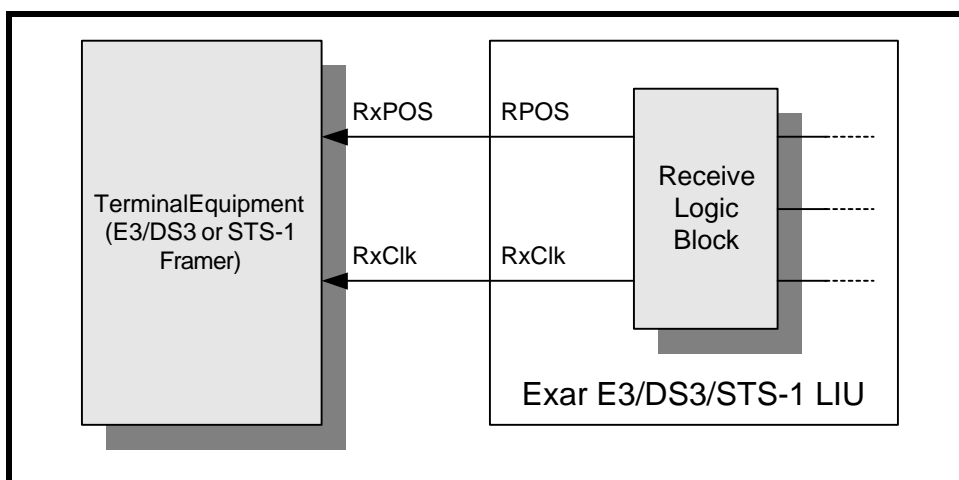 RxPOS
RPOS
TerminalEquipment
(E3/DS3 or STS-1
Framer)
Receive
Logic
Block
RxClk
RxClk
Exar E3/DS3/STS-1 LIU